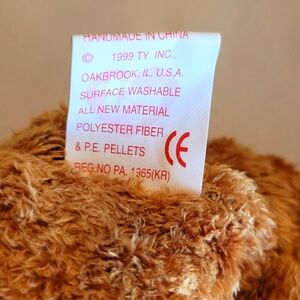 HANDMADE IN CHINA
© 1999 TY INC.,
OAKBROOK, IL. U.S.A.
SURFACE WASHABLE
ALL NEW MATERIAL
POLYESTER FIBER
& P.E. PELLETS CE
REG.NO PA. 1965(KR)